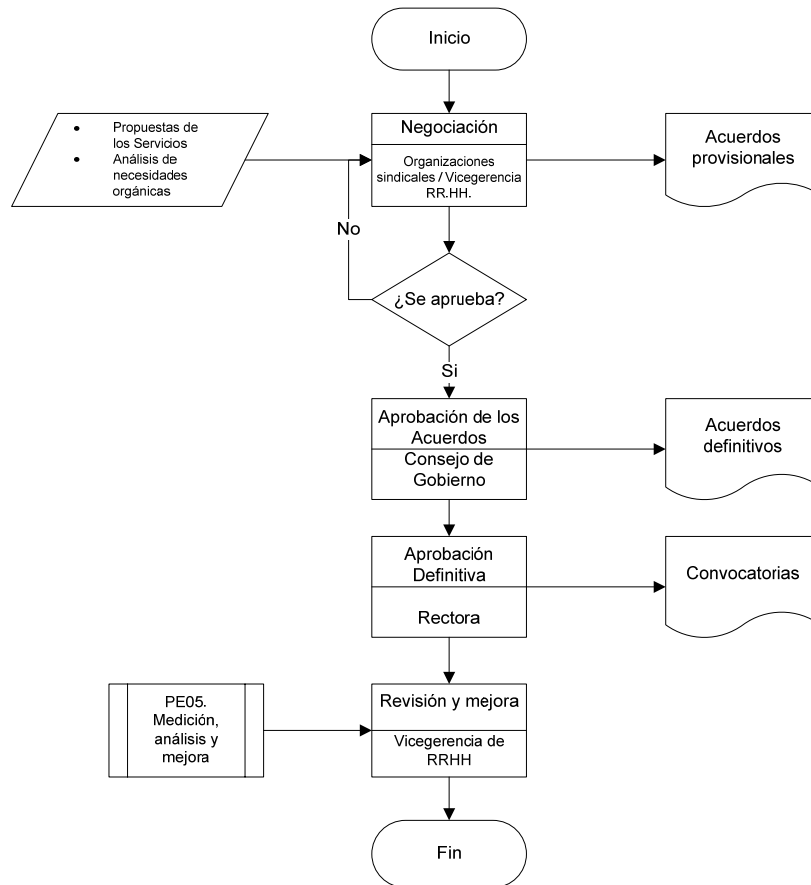 Inicio
• Propuestas de
los Servicios
• Análisis de
necesidades
orgánicas
Negociación
Organizaciones
sindicales / Vicegerencia
RR.HH.
Acuerdos
provisionales
No
¿Se aprueba?
Si
Aprobación de los
Acuerdos
Consejo de
Gobierno
Acuerdos
definitivos
Aprobación
Definitiva
Rectora
Convocatorias
PE05.
Medición,
análisis y
mejora
Revisión y mejora
Vicegerencia de
RRHH
Fin